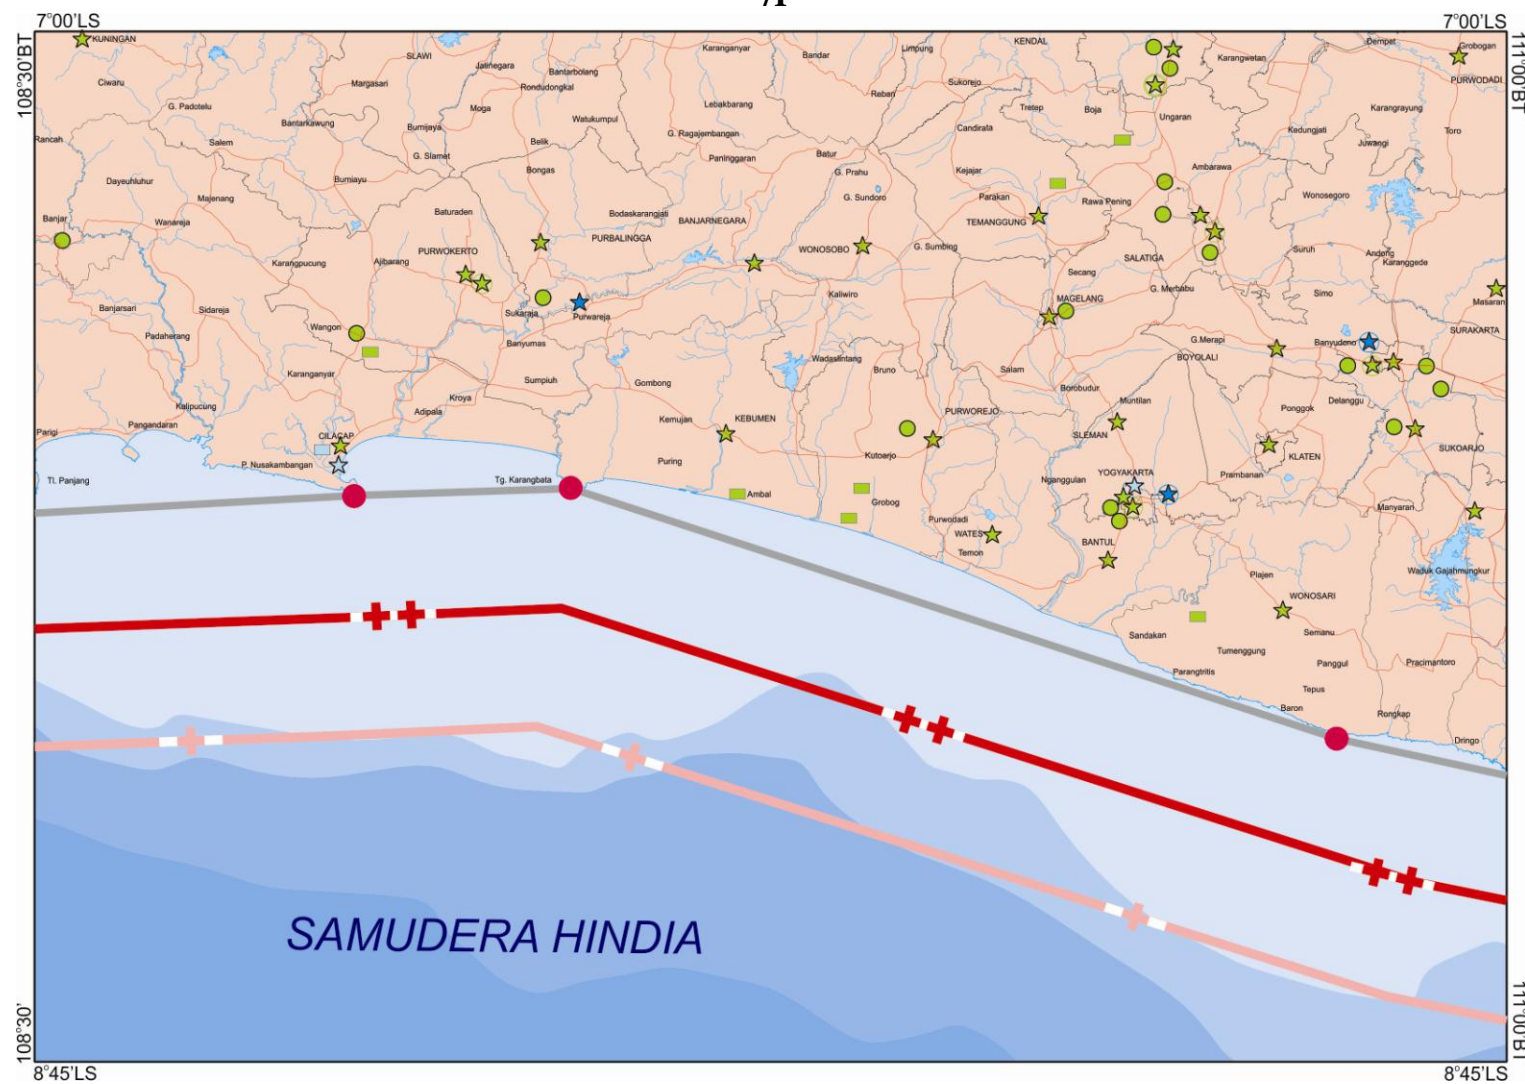 7°00'LS
7°00'LS
108°30'BT
111°00'BT
KUNINGAN
SLAWI
Jatinegara
Bantarbolang
Karanganyar
Bandar
Limpung
KENDAL
Karangwetan
Dempet
Grobogan
Ciwaru
Margasari
Rondudongkal
Sukorejo
PURWODADI
G. Padotelu
Moga
Lebakbarang
Reban
Tretep
Boja
Karangrayung
Bantarkawung
Bumijaya
Watukumpul
G. Ragajembangan
Candirata
Ungaran
Kedungjati
Toro
Rancah
Salem
Belik
Juwangi
G. Slamet
Paninggaran
Batur
Bongas
G. Prahu
Kejajar
Ambarawa
Dayeuhluhur
Bumiayu
Majenang
G. Sundoro
Parakan
Rawa Pening
Wonosegoro
Banjar
Wanareja
Baturaden
Bodaskarangjati
BANJARNEGARA
TEMANGGUNG
PURWOKERTO
PURBALINGGA
WONOSOBO
G. Sumbing
SALATIGA
Suruh
Andong
Karanggede
Karangpucung
Ajibarang
Secang
G. Merbabu
Simo
Masaran
Banjarsari
Sidareja
Sukaraja
Purwareja
Kaliwiro
MAGELANG
Wangon
Padaherang
Banyumas
G.Merapi
Banyudono
SURAKARTA
Wadaslintang
BOYOLALI
Karanganyar
Sumpiuh
Gombong
Bruno
Salam
Borobudur
Kroya
Muntilan
Delanggu
Kalipucung
Adipala
Ponggok
Parigi
Pangandaran
Kemujan
KEBUMEN
PURWOREJO
CILACAP
SLEMAN
SUKOARJO
Puring
Kutoarjo
KLATEN
P. Nusakambangan
YOGYAKARTA
Prambanan
Tl. Panjang
Tg. Karangbata
Nganggulan
Ambal
Grobog
Manyaran
Purwodadi
WATES
Temon
BANTUL
Plajen
Waduk Gajahmungkur
WONOSARI
Sandakan
Semanu
Tumenggung
Panggul
Pracimantoro
Parangtritis
Tepus
Baron
Rongkap
Dringo
SAMUDERA HINDIA
108°30'
111°00'BT
8°45'LS
8°45'LS